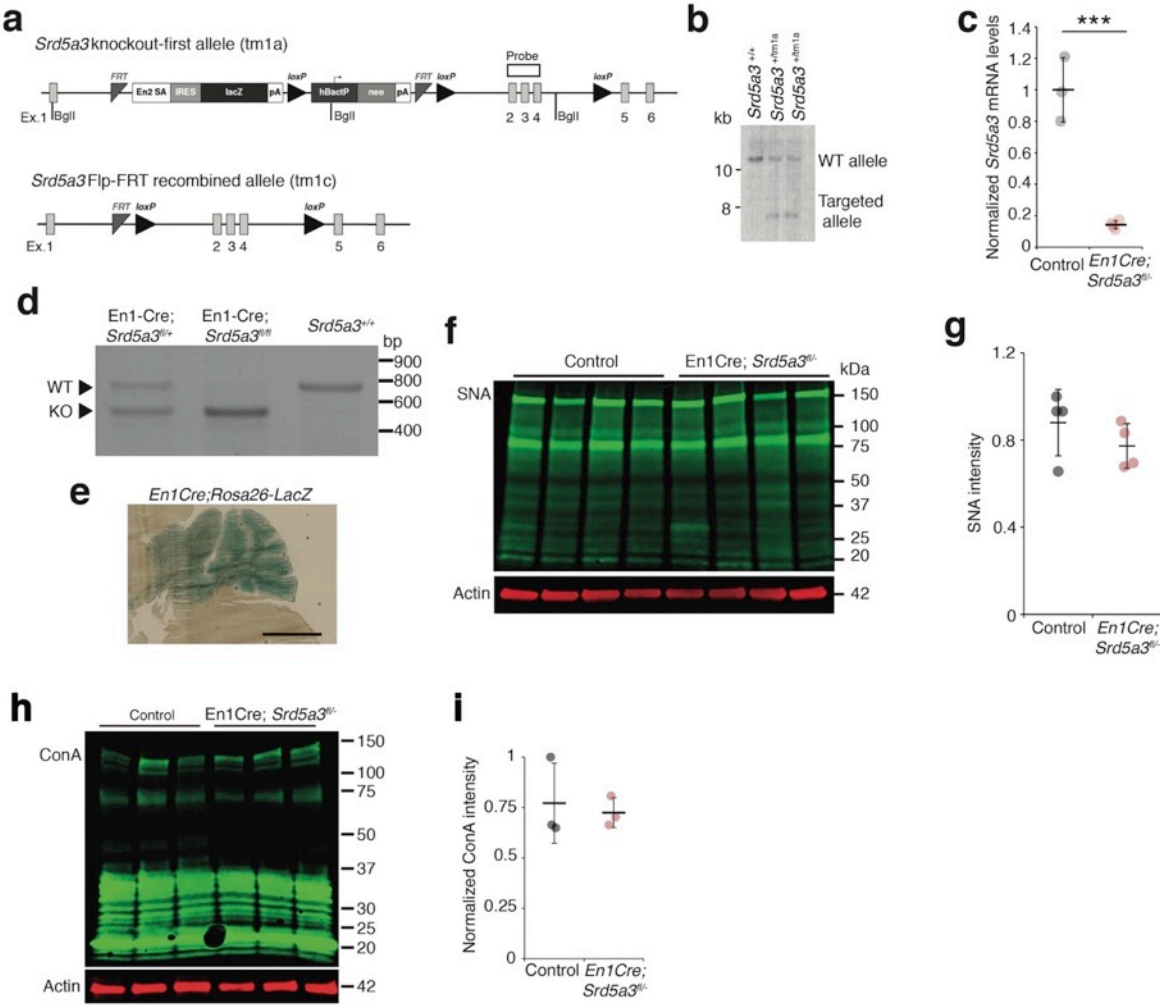 a
Srd5a3 knockout-first allele (tm1a)
Probe
FRT loxP FRT loxP loxP
En2 SA IRES lacZ pA hBactP neo pA
Ex.1 BglI BglI 2 3 4 BglI 5 6
Srd5a3 Flp-FRT recombined allele (tm1c)
FRT loxP loxP
Ex.1 2 3 4 5 6
b
Srd5a3 +/+
Srd5a3 +/tm1a
Srd5a3 +/tm1a
kb
10
8
WT allele
Targeted
allele
c
Normalized Srd5a3 mRNA levels
***
1.4
1.2
1
0.8
0.6
0.4
0.2
0
Control En1Cre;
Srd5a3fl/-
d
En1-Cre;
Srd5a3fl/+
En1-Cre;
Srd5a3fl/fl
Srd5a3+/+
bp
900
800
600
400
WT
KO
e
En1Cre;Rosa26-LacZ
f
Control En1Cre; Srd5a3fl/-
kDa
SNA
150
100
75
50
37
25
20
Actin 42
g
SNA intensity
1.2
0.8
0.4
0
Control En1Cre;
Srd5a3fl/-
h
Control En1Cre; Srd5a3fl/-
ConA
150
100
75
50
37
30
25
20
Actin 42
i
Normalized ConA intensity
1
0.75
0.5
0.25
0
Control En1Cre;
Srd5a3fl/-